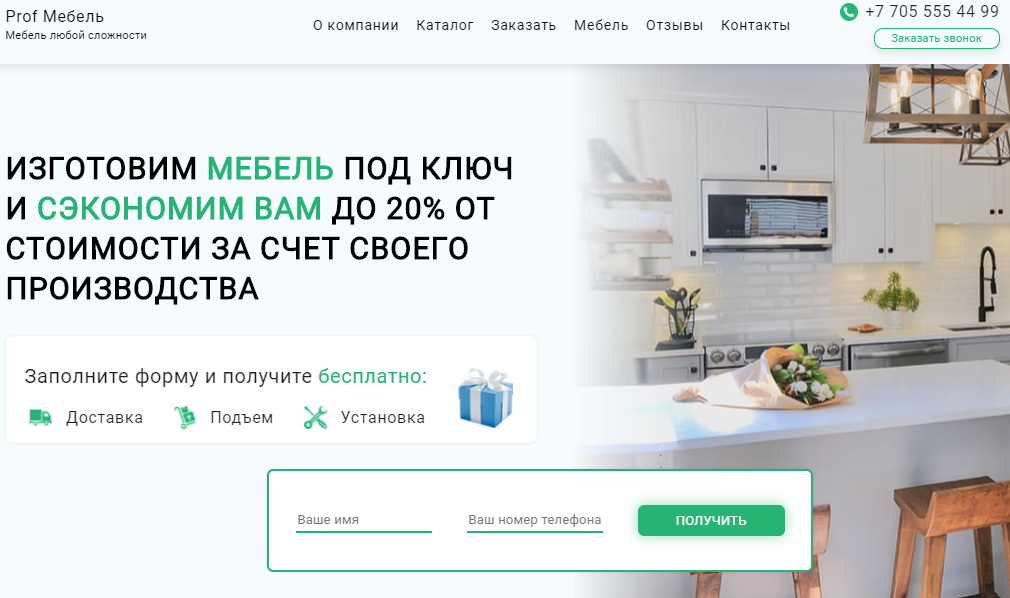 Prof Мебель
Мебель любой сложности
О компании Каталог Заказать Мебель Отзывы Контакты
+7 705 555 44 99
Заказать звонок
ИЗГОТОВИМ МЕБЕЛЬ ПОД КЛЮЧ
И СЭКОНОМИМ ВАМ ДО 20% ОТ
СТОИМОСТИ ЗА СЧЕТ СВОЕГО
ПРОИЗВОДСТВА
Заполните форму и получите бесплатно:
Доставка Подъем Установка
Ваше имя Ваш номер телефона ПОЛУЧИТЬ